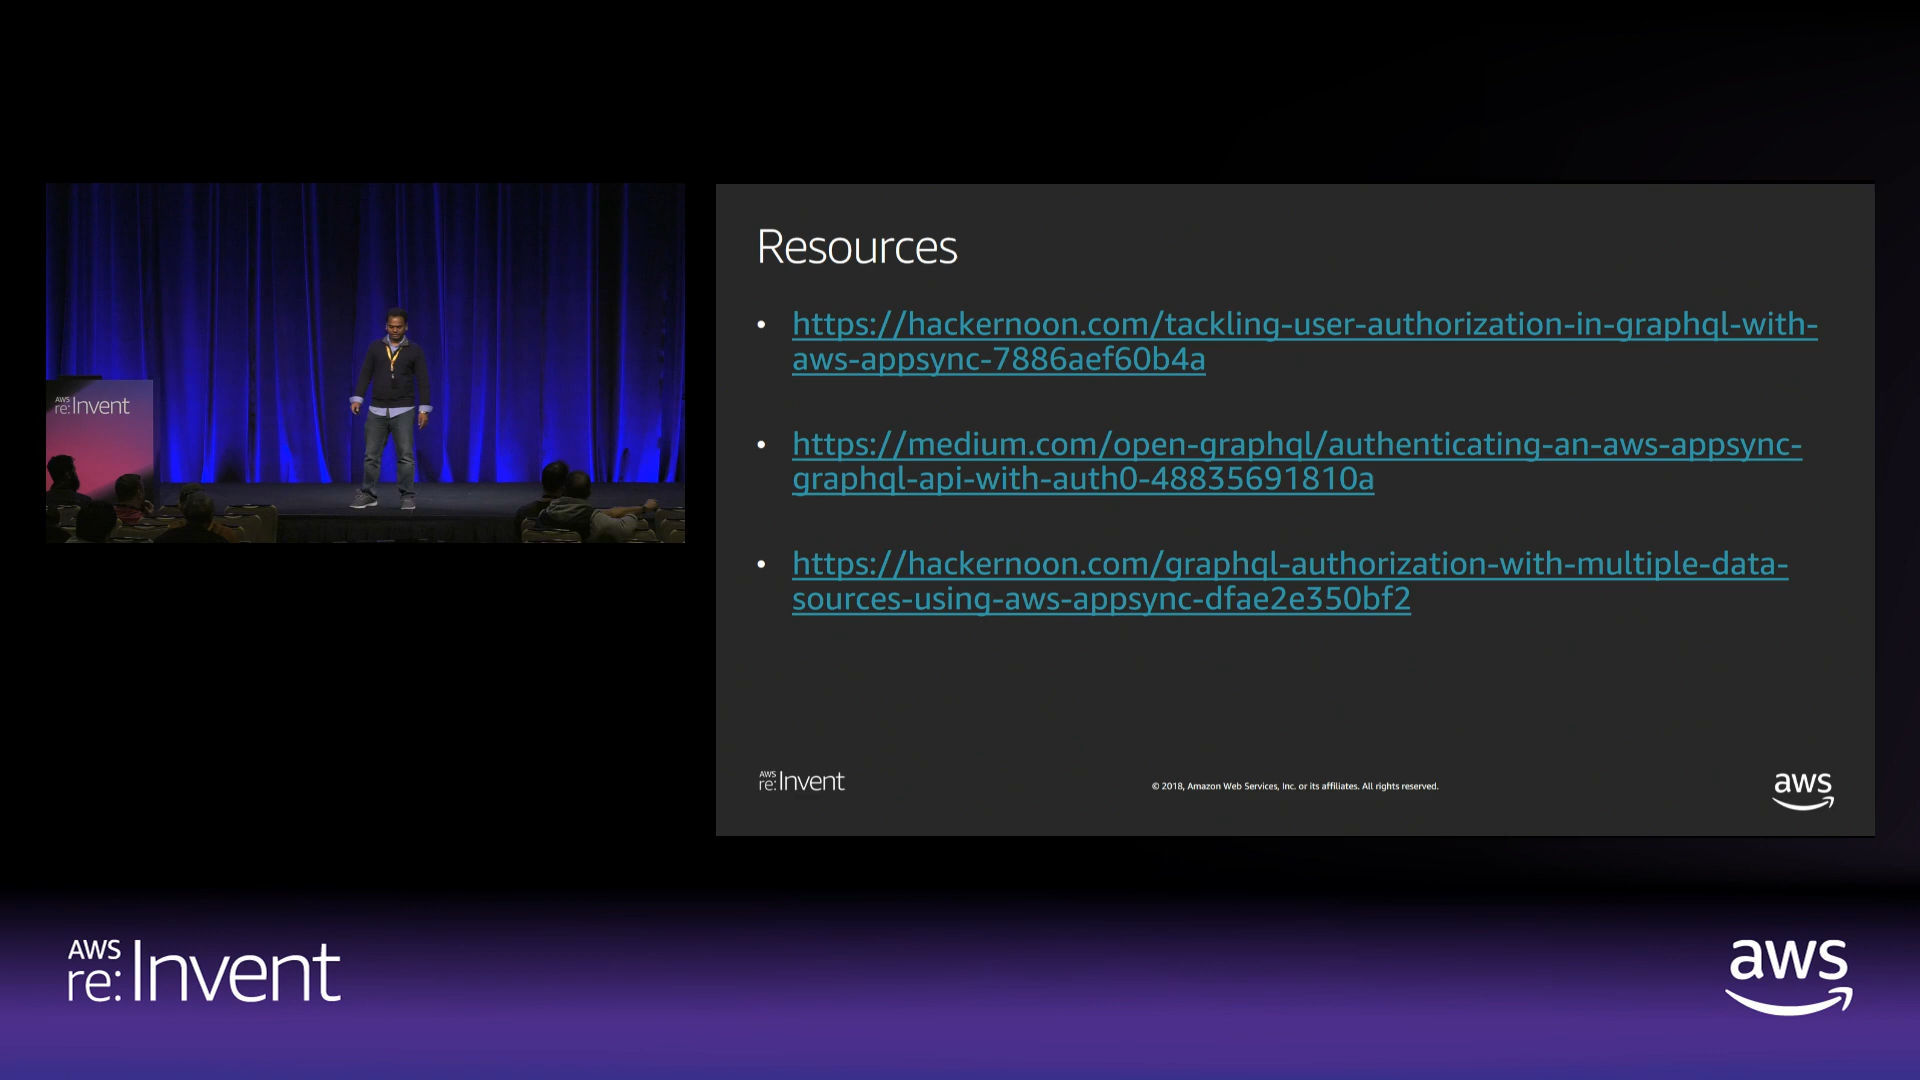 AWS
re:Invent
Resources
• https://hackernoon.com/tackling-user-authorization-in-graphql-with-
aws-appsync-7886aef60b4a
• https://medium.com/open-graphql/authenticating-an-aws-appsync-
graphql-api-with-auth0-48835691810a
• https://hackernoon.com/graphql-authorization-with-multiple-data-
sources-using-aws-appsync-dfae2e350bf2
AWS
re:Invent
© 2018, Amazon Web Services, Inc. or its affiliates. All rights reserved.
aws
AWS
re:Invent
aws